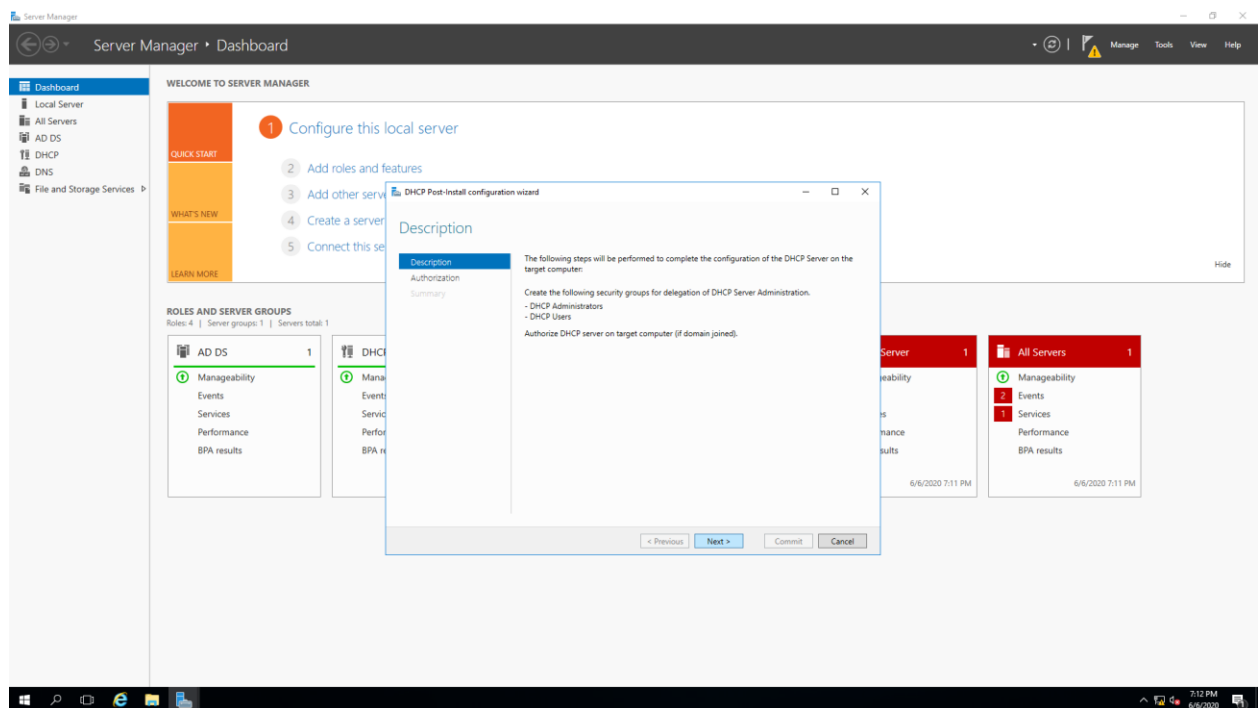 Server Manager
Server Manager • Dashboard
Manage Tools View Help
Dashboard
Local Server
All Servers
AD DS
DHCP
DNS
File and Storage Services
WELCOME TO SERVER MANAGER
QUICK START
WHAT'S NEW
LEARN MORE
1 Configure this local server
2 Add roles and features
3 Add other serve
4 Create a server
5 Connect this se
Hide
ROLES AND SERVER GROUPS
Roles: 4 | Server groups: 1 | Servers total: 1
AD DS 1
Manageability
Events
Services
Performance
BPA results
DHCP
Mana
Event
Servic
Perfor
BPA re
DHCP Post-Install configuration wizard
Description
Description
Authorization
Summary
The following steps will be performed to complete the configuration of the DHCP Server on the
target computer:
Create the following security groups for delegation of DHCP Server Administration.
- DHCP Administrators
- DHCP Users
Authorize DHCP server on target computer (if domain joined).
< Previous Next > Commit Cancel
Server 1
eability
es
mance
sults
6/6/2020 7:11 PM
All Servers 1
Manageability
2 Events
1 Services
Performance
BPA results
6/6/2020 7:11 PM
7:12 PM
6/6/2020